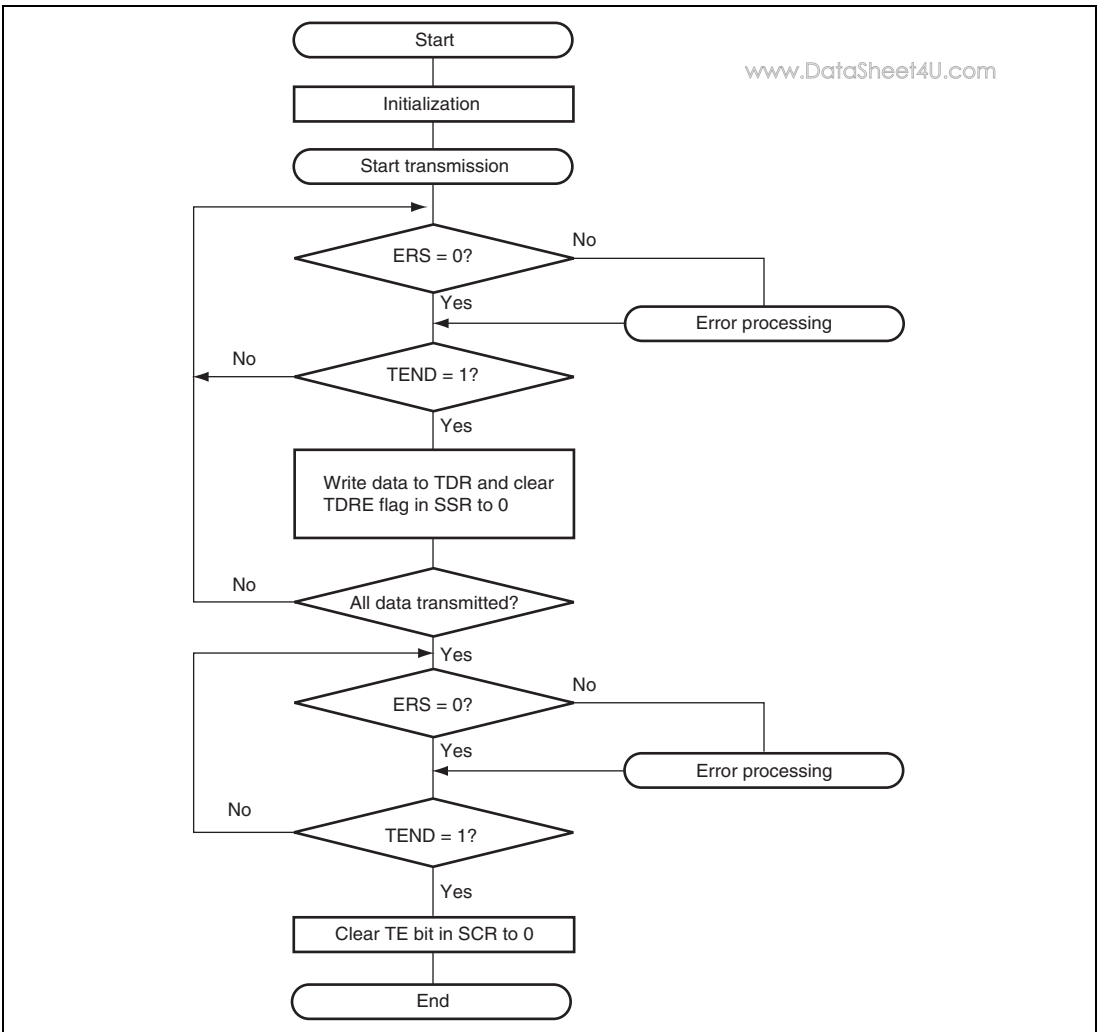 Start
www.DataSheet4U.com
Initialization
Start transmission
ERS = 0?
No
Yes
Error processing
No
TEND = 1?
Yes
Write data to TDR and clear
TDRE flag in SSR to 0
No
All data transmitted?
Yes
ERS = 0?
No
Yes
Error processing
No
TEND = 1?
Yes
Clear TE bit in SCR to 0
End